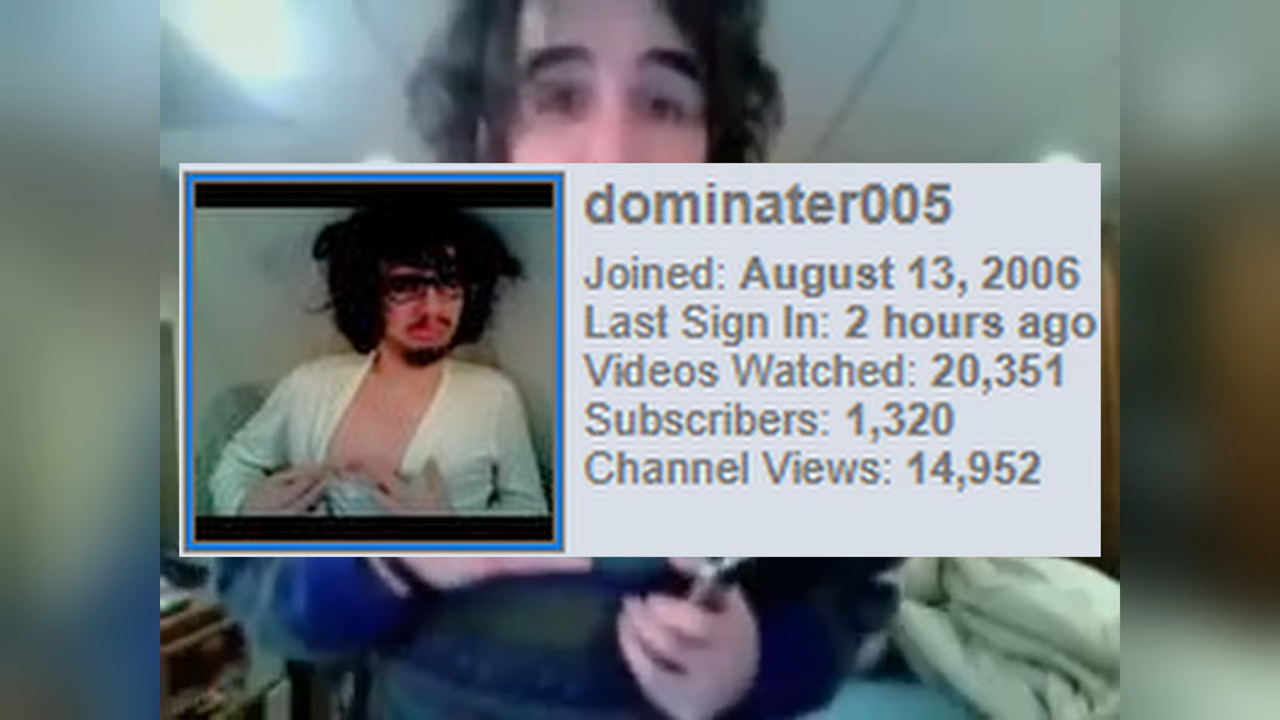 dominater005
Joined: August 13, 2006
Last Sign In: 2 hours ago
Videos Watched: 20,351
Subscribers: 1,320
Channel Views: 14,952